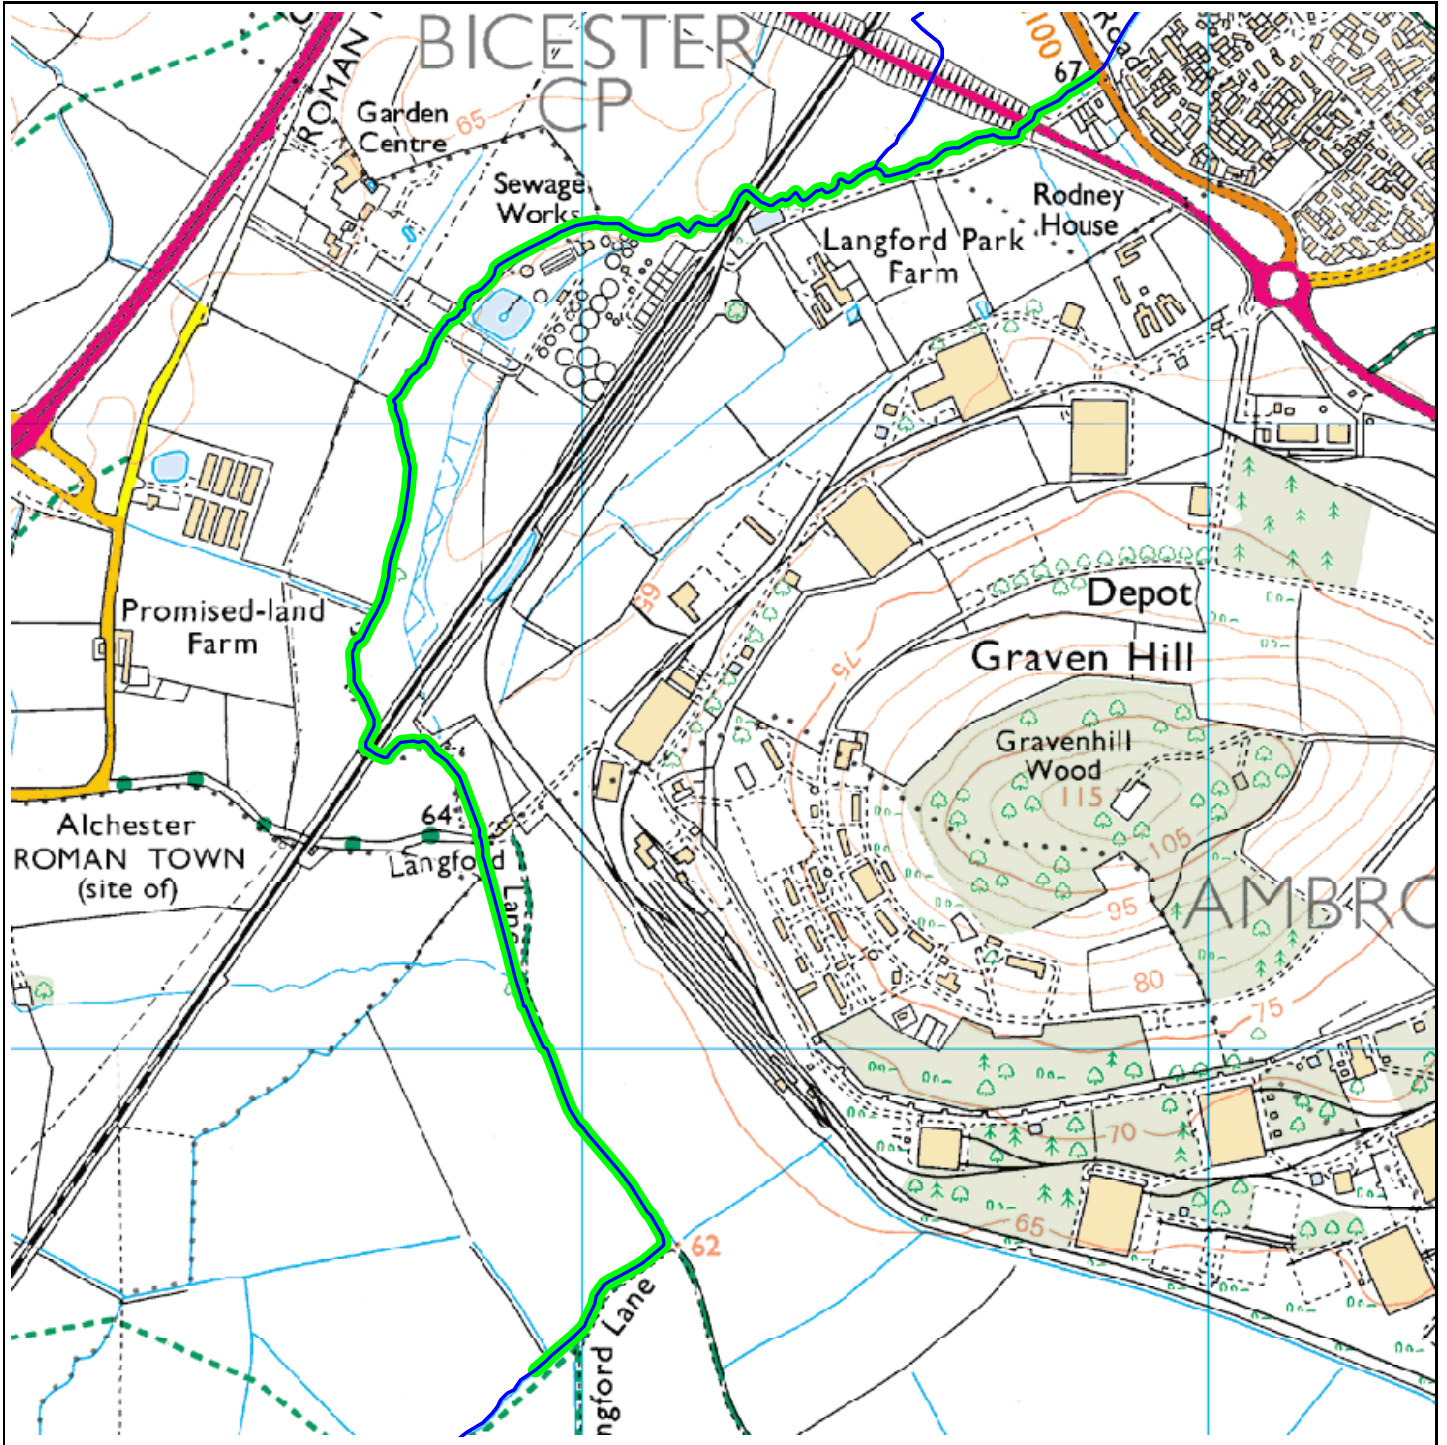 BICESTER
CP
ROMAN
100
Road
67
65
Garden
Centre
Sewage
Works
Rodney
House
Langford Park
Farm
65
75
Depot
Graven Hill
Promised-land
Farm
Gravenhill
Wood
115
105
95
80
75
70
65
AMBRO
Alchester
ROMAN TOWN
(site of)
64
Langford
Lane
62
ngford Lane